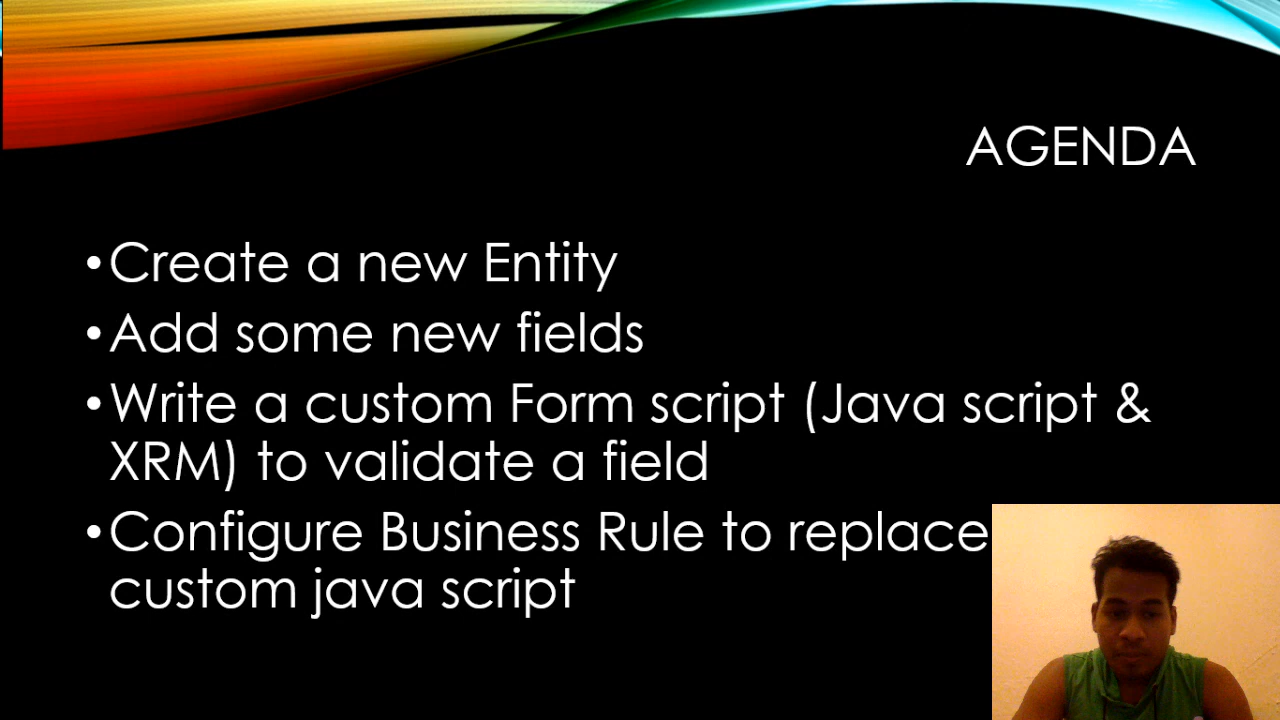 AGENDA
•Create a new Entity
•Add some new fields
•Write a custom Form script (Java script &
XRM) to validate a field
•Configure Business Rule to replace
custom java script